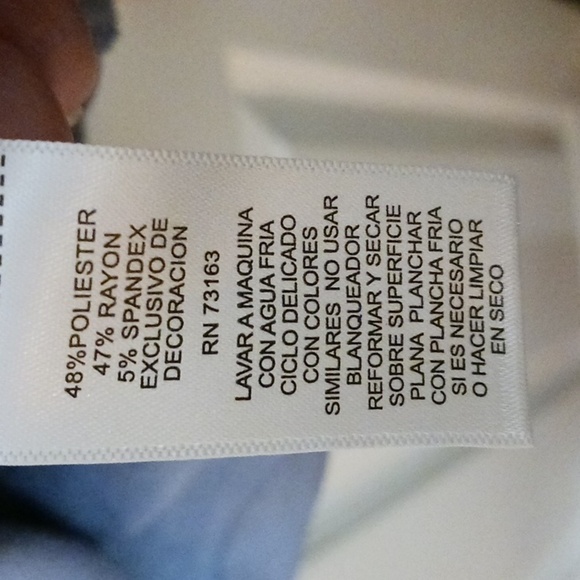 48%POLIESTER
47% RAYON
5% SPANDEX
EXCLUSIVO DE
DECORACION
RN 73163
LAVAR A MAQUINA
CON AGUA FRIA
CICLO DELICADO
CON COLORES
SIMILARES NO USAR
BLANQUEADOR
REFORMAR Y SECAR
SOBRE SUPERFICIE
PLANA PLANCHAR
CON PLANCHA FRIA
SI ES NECESARIO
O HACER LIMPIAR
EN SECO